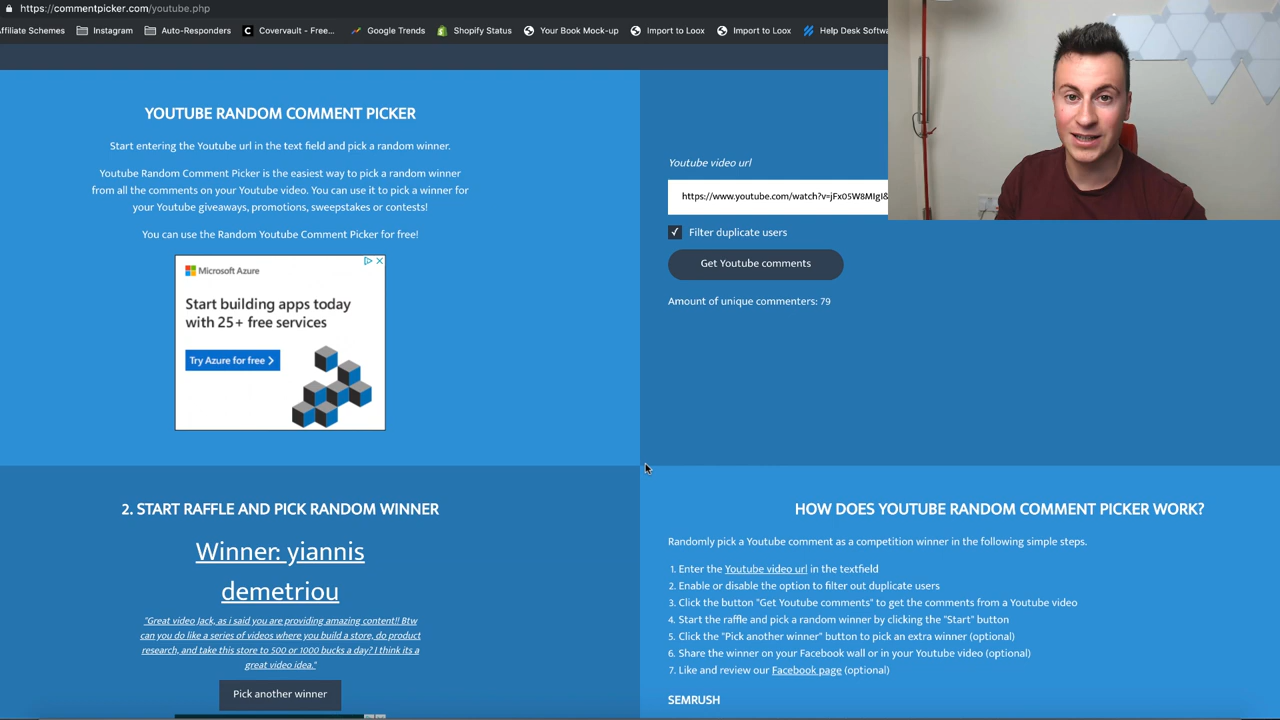 https://commentpicker.com/youtube.php
ffiliate Schemes
Instagram
Auto-Responders
Covervault - Free...
Google Trends
Shopify Status
Your Book Mock-up
Import to Loox
Import to Loox
Help Desk Softwa
YOUTUBE RANDOM COMMENT PICKER
Start entering the Youtube url in the text field and pick a random winner.
Youtube Random Comment Picker is the easiest way to pick a random winner
from all the comments on your Youtube video. You can use it to pick a winner for
your Youtube giveaways, promotions, sweepstakes or contests!
You can use the Random Youtube Comment Picker for free!
Microsoft Azure
Start building apps today
with 25+ free services
Try Azure for free
Youtube video url
https://www.youtube.com/watch?v=jFx05W8MIgI&
Filter duplicate users
Get Youtube comments
Amount of unique commenters: 79
2. START RAFFLE AND PICK RANDOM WINNER
Winner: yiannis
demetriou
"Great video Jack, as i said you are providing amazing content!! Btw
can you do like a series of videos where you build a store, do product
research, and take this store to 500 or 1000 bucks a day? I think its a
great video idea."
Pick another winner
HOW DOES YOUTUBE RANDOM COMMENT PICKER WORK?
Randomly pick a Youtube comment as a competition winner in the following simple steps.
1. Enter the Youtube video url in the textfield
2. Enable or disable the option to filter out duplicate users
3. Click the button "Get Youtube comments" to get the comments from a Youtube video
4. Start the raffle and pick a random winner by clicking the "Start" button
5. Click the "Pick another winner" button to pick an extra winner (optional)
6. Share the winner on your Facebook wall or in your Youtube video (optional)
7. Like and review our Facebook page (optional)
SEMRUSH